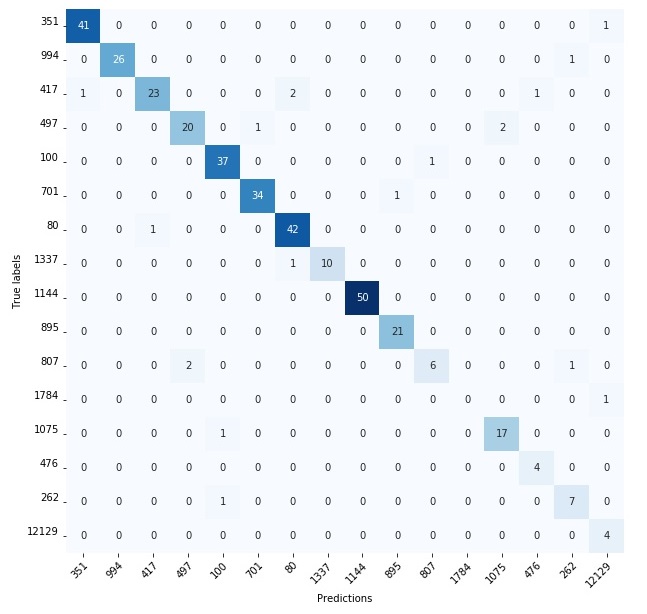 351 41 0 0 0 0 0 0 0 0 0 0 0 0 0 0 1
994 0 26 0 0 0 0 0 0 0 0 0 0 0 0 1 0
417 1 0 23 0 0 0 2 0 0 0 0 0 0 1 0 0
497 0 0 0 20 0 1 0 0 0 0 0 0 2 0 0 0
100 0 0 0 0 37 0 0 0 0 0 1 0 0 0 0 0
701 0 0 0 0 0 34 0 0 0 1 0 0 0 0 0 0
80 0 0 1 0 0 0 42 0 0 0 0 0 0 0 0 0
1337 0 0 0 0 0 0 1 10 0 0 0 0 0 0 0 0
1144 0 0 0 0 0 0 0 0 50 0 0 0 0 0 0 0
895 0 0 0 0 0 0 0 0 0 21 0 0 0 0 0 0
807 0 0 0 2 0 0 0 0 0 0 6 0 0 0 1 0
1784 0 0 0 0 0 0 0 0 0 0 0 0 0 0 0 1
1075 0 0 0 0 1 0 0 0 0 0 0 0 17 0 0 0
476 0 0 0 0 0 0 0 0 0 0 0 0 0 4 0 0
262 0 0 0 0 1 0 0 0 0 0 0 0 0 0 7 0
12129 0 0 0 0 0 0 0 0 0 0 0 0 0 0 0 4
True labels
351 994 417 497 100 701 80 1337 1144 895 807 1784 1075 476 262 12129
Predictions